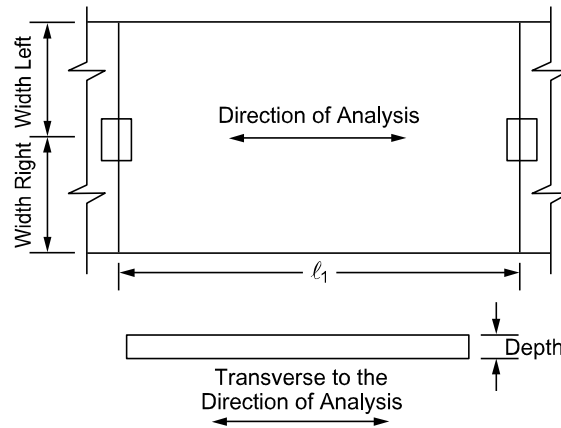 Width Left
Width Right
Direction of Analysis
ℓ1
Depth
Transverse to the
Direction of Analysis